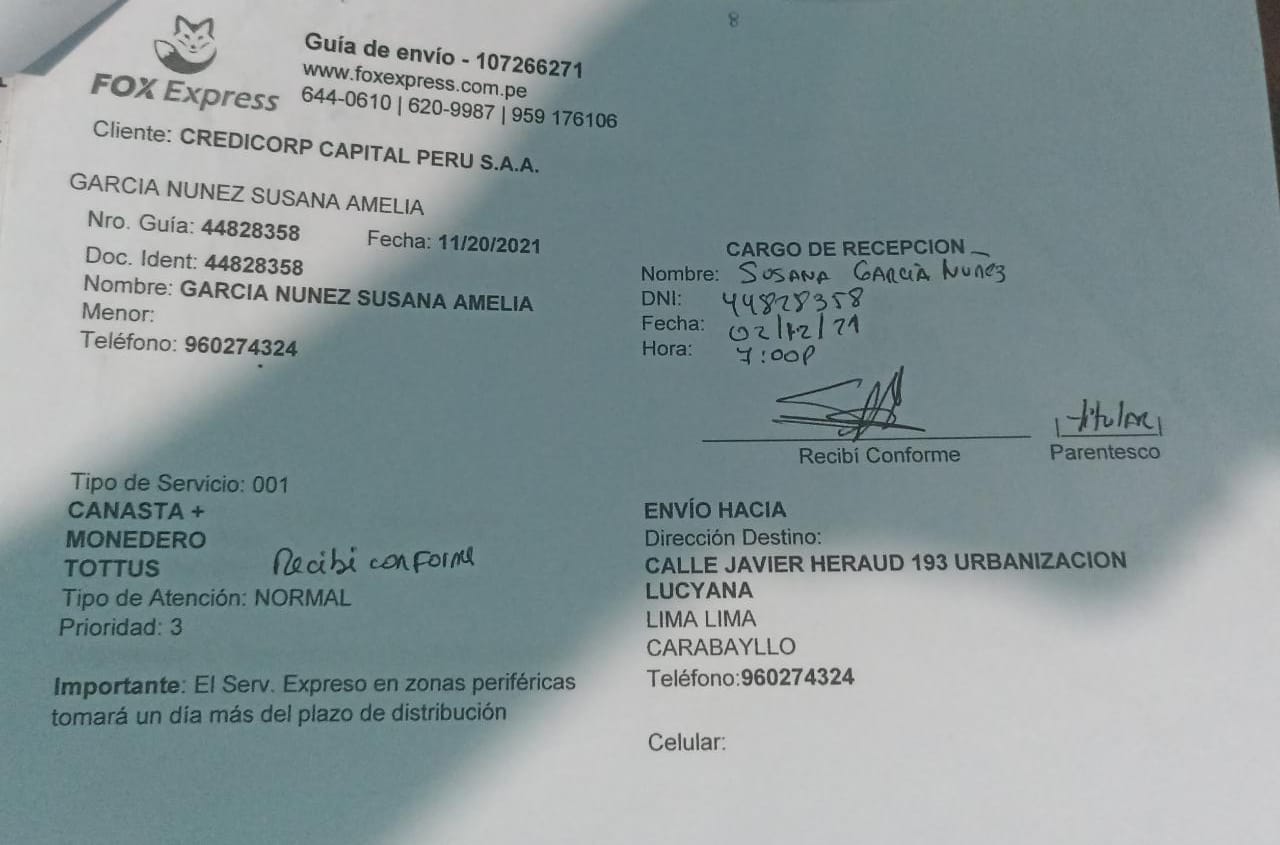 8
FOX Express
Guía de envío - 107266271
www.foxexpress.com.pe
644-0610 | 620-9987 | 959 176106
Cliente: CREDICORP CAPITAL PERU S.A.A.
GARCIA NUNEZ SUSANA AMELIA
Nro. Guía: 44828358 Fecha: 11/20/2021
Doc. Ident: 44828358
Nombre: GARCIA NUNEZ SUSANA AMELIA
Menor:
Teléfono: 960274324
CARGO DE RECEPCION
Nombre: SUSANA GARCIA NUNEZ
DNI: 44828358
Fecha: 02/12/21
Hora: 7:00P
Recibí Conforme
titular
Parentesco
Tipo de Servicio: 001
CANASTA +
MONEDERO
TOTTUS
Recibi conforme
Tipo de Atención: NORMAL
Prioridad: 3
Importante: El Serv. Expreso en zonas periféricas
tomará un día más del plazo de distribución
ENVÍO HACIA
Dirección Destino:
CALLE JAVIER HERAUD 193 URBANIZACION
LUCYANA
LIMA LIMA
CARABAYLLO
Teléfono:960274324
Celular: